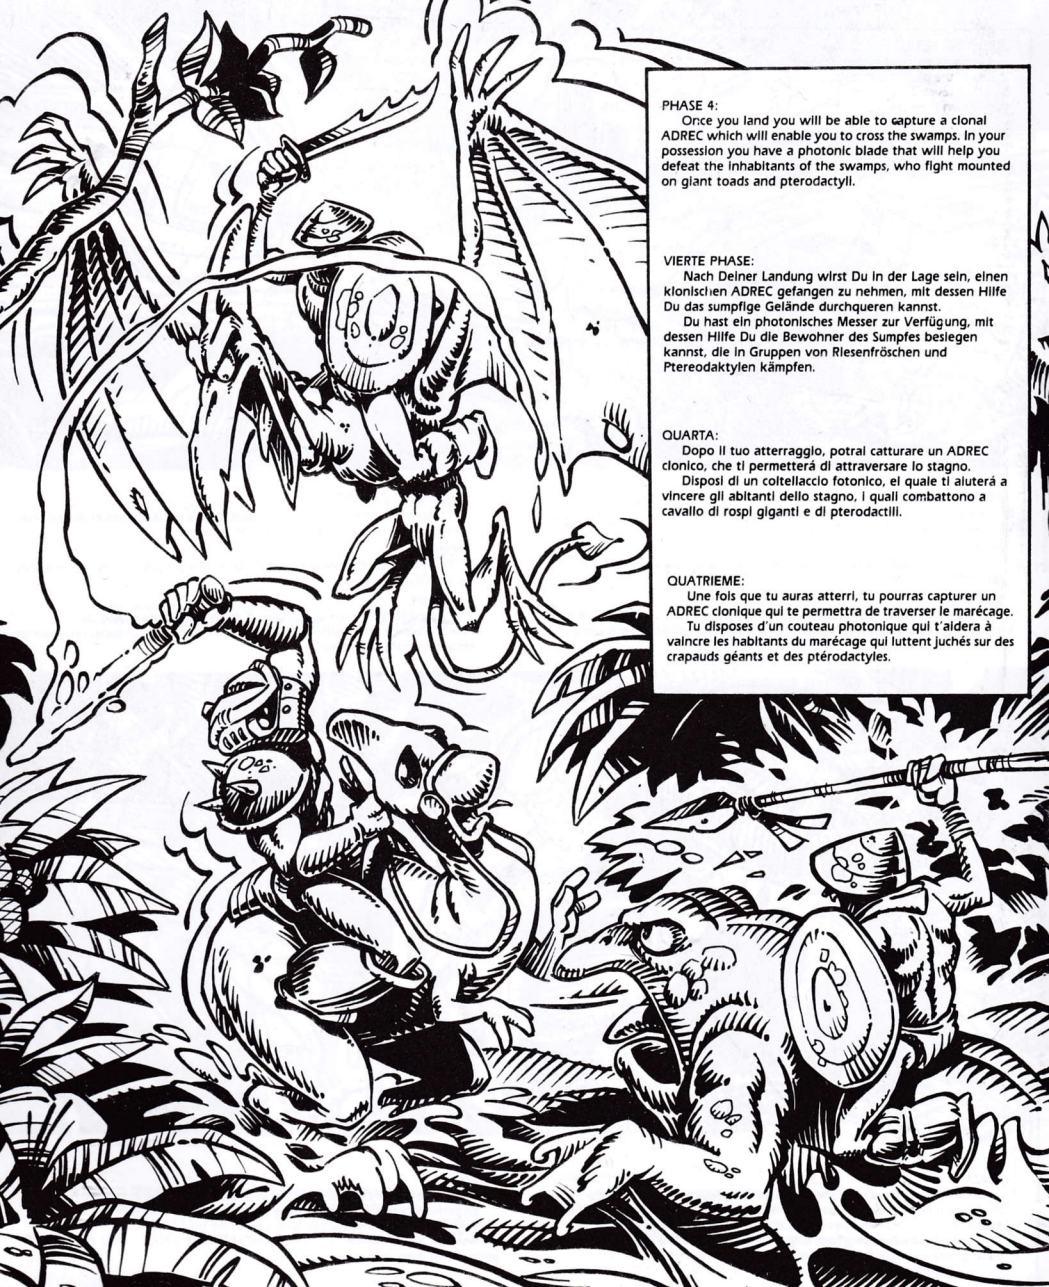 PHASE 4:
Once you land you will be able to capture a clonal
ADREC which will enable you to cross the swamps. In your
possession you have a photonic blade that will help you
defeat the inhabitants of the swamps, who fight mounted
on giant toads and pterodactyli.
VIERTE PHASE:
Nach Deiner Landung wirst Du in der Lage sein, einen
klonischen ADREC gefangen zu nehmen, mit dessen Hilfe
Du das sumpfige Gelände durchqueren kannst.
Du hast ein photonisches Messer zur Verfügung, mit
dessen Hilfe Du die Bewohner des Sumpfes besiegen
kannst, die in Gruppen von Riesenfröschen und
Ptereodaktylen kämpfen.
QUARTA:
Dopo il tuo atterraggio, potrai catturare un ADREC
clonico, che ti permetterá di attraversare lo stagno.
Disposi di un coltellaccio fotonico, el quale ti aiuterá a
vincere gli abitanti dello stagno, i quali combattono a
cavallo di rospi giganti e di pterodactili.
QUATRIEME:
Une fois que tu auras atterri, tu pourras capturer un
ADREC clonique qui te permettra de traverser le marécage.
Tu disposes d'un couteau photonique qui t'aidera à
vaincre les habitants du marécage qui luttent juchés sur des
crapauds géants et des ptérodactyles.